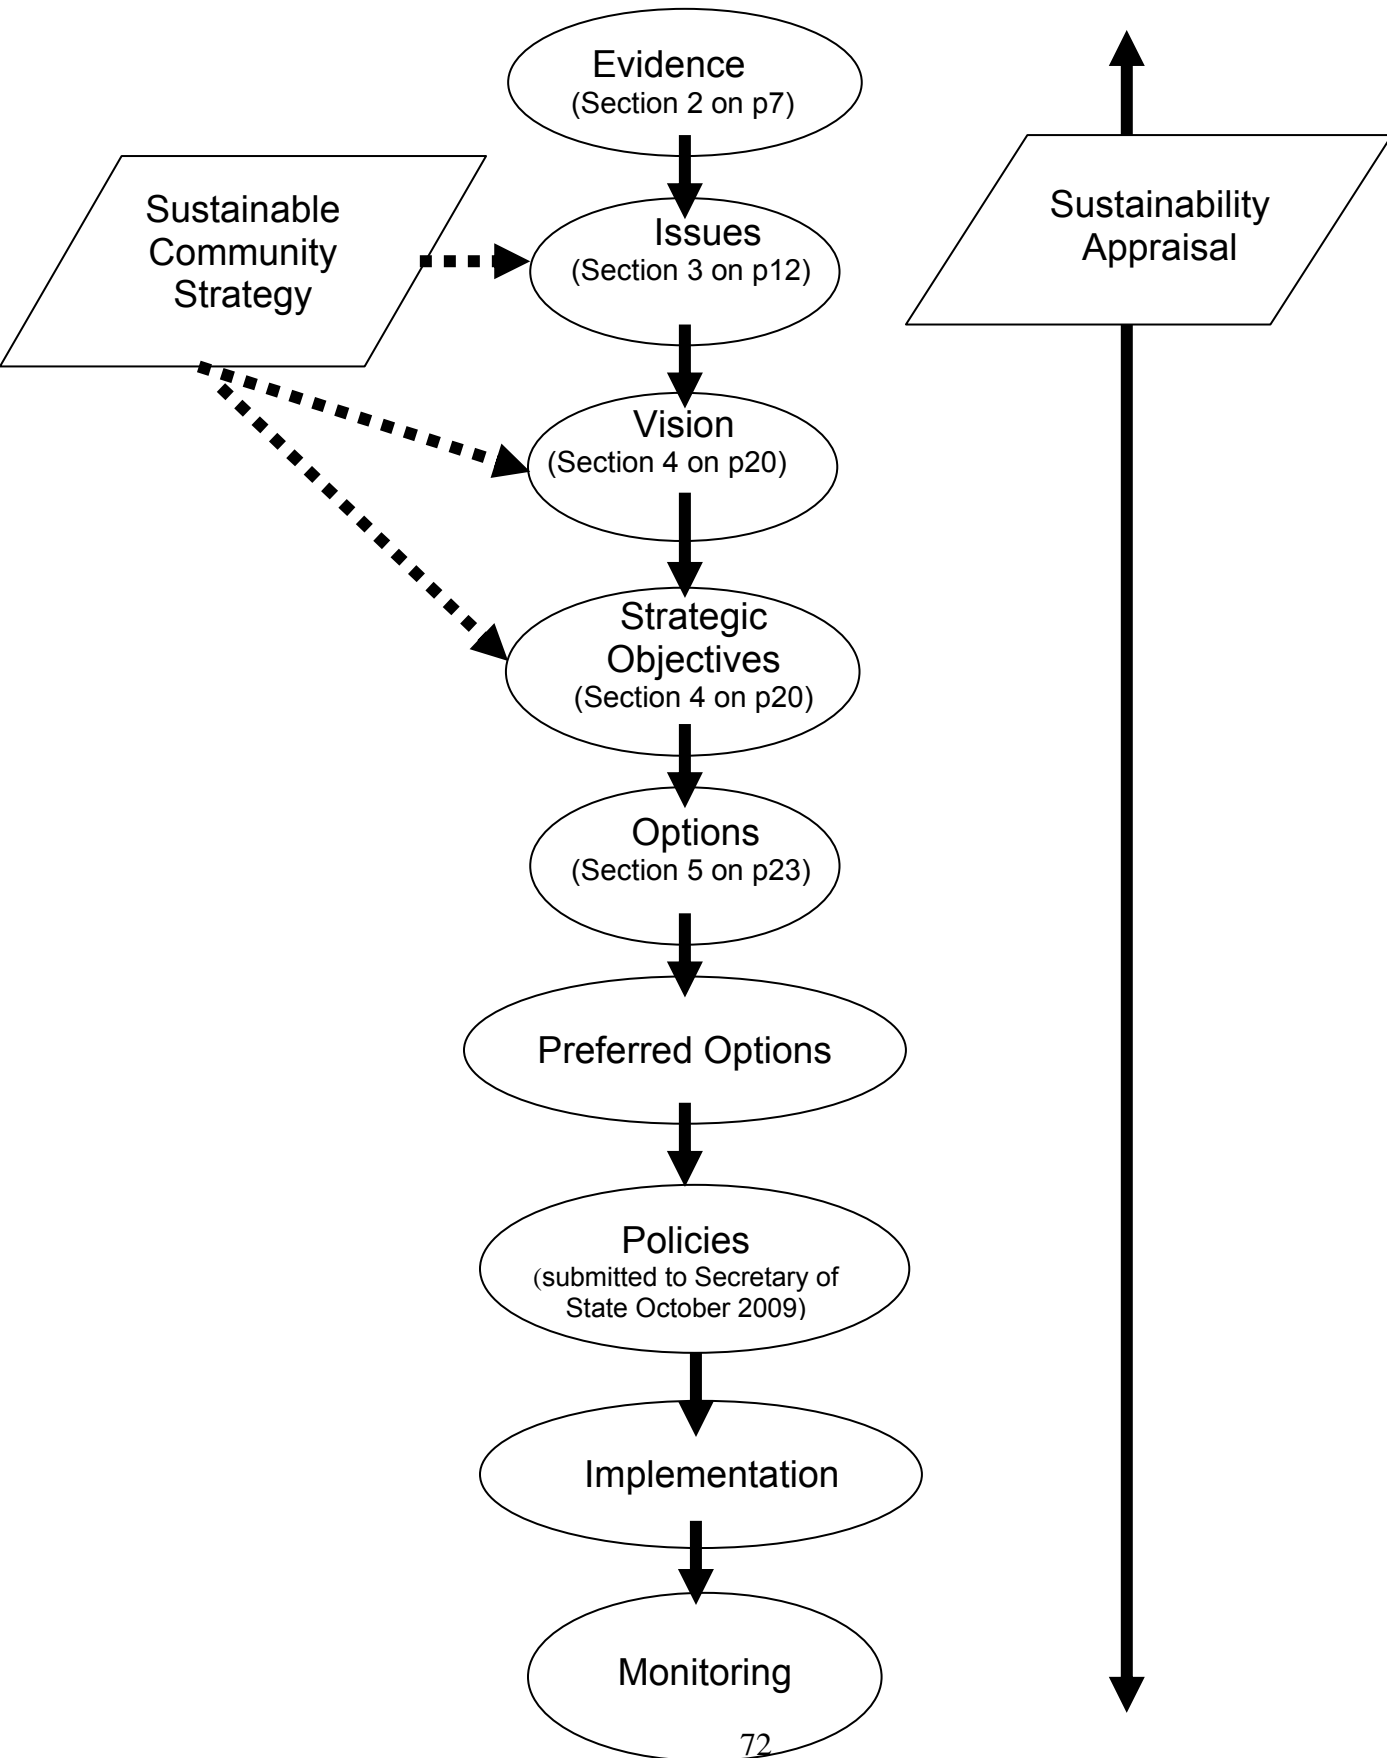 Evidence
(Section 2 on p7)
Sustainable
Community
Strategy
Sustainability
Appraisal
Issues
(Section 3 on p12)
Vision
(Section 4 on p20)
Strategic
Objectives
(Section 4 on p20)
Options
(Section 5 on p23)
Preferred Options
Policies
(submitted to Secretary of
State October 2009)
Implementation
Monitoring
72